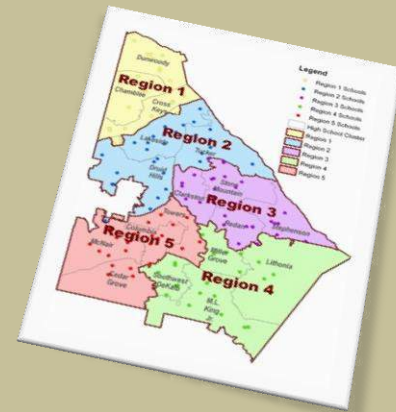 Legend
Region 1 Schools
Region 2 Schools
Region 3 Schools
Region 4 Schools
Region 5 Schools
High School Cluster
Region 1
Region 2
Region 3
Region 4
Region 5
Dunwoody
Region 1
Chamblee
Cross
Keys
Region 2
Lakeside
Tucker
Druid
Hills
Stone
Mountain
Clarkston
Region 3
Redan
Stephenson
Towers
Columbia
Region 5
McNair
Cedar
Grove
Miller
Grove
Lithonia
Region 4
Southwest
DeKalb
M.L.
King
Jr.